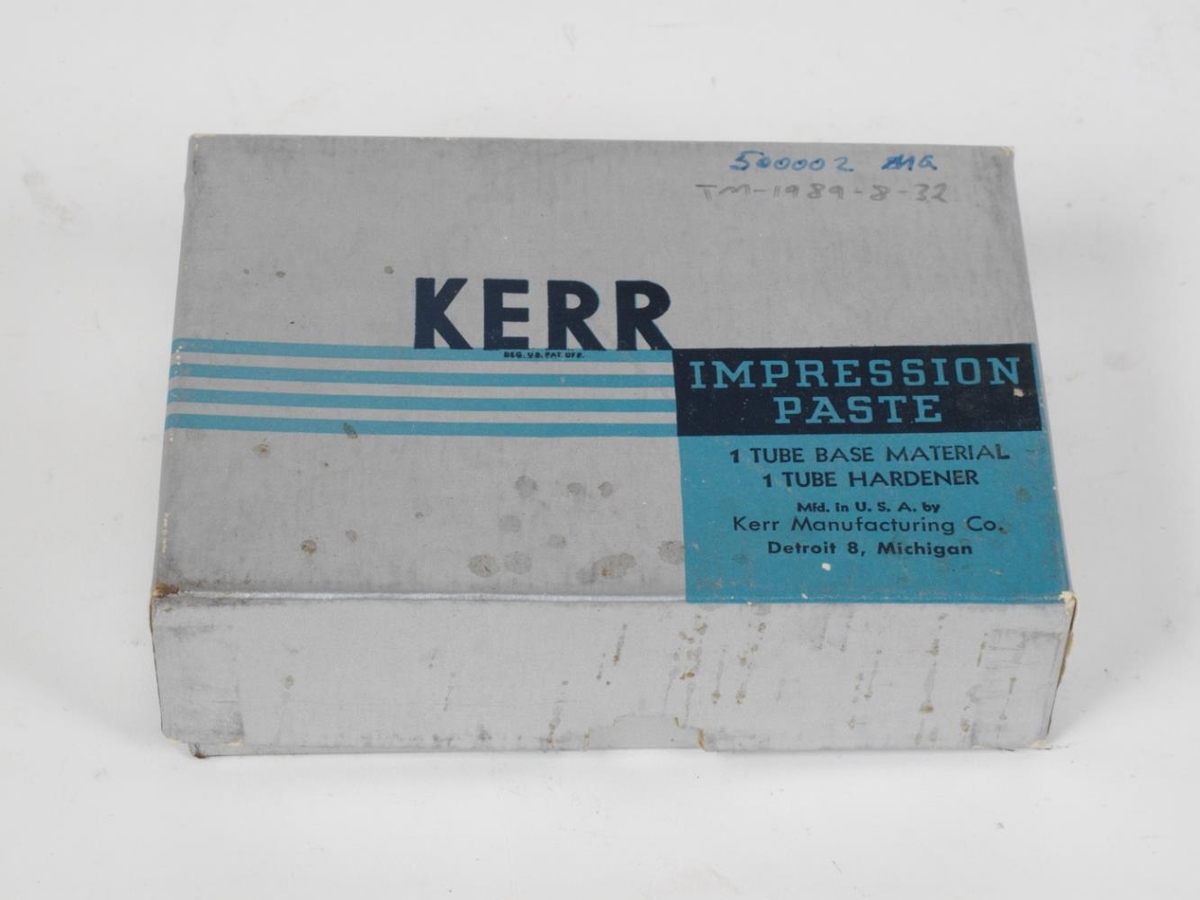 500002 MG
TM-1989-8-32
KERR
REG. U.S. PAT. OFF.
IMPRESSION
PASTE
1 TUBE BASE MATERIAL
1 TUBE HARDENER
Mfd. in U. S. A. by
Kerr Manufacturing Co.
Detroit 8, Michigan